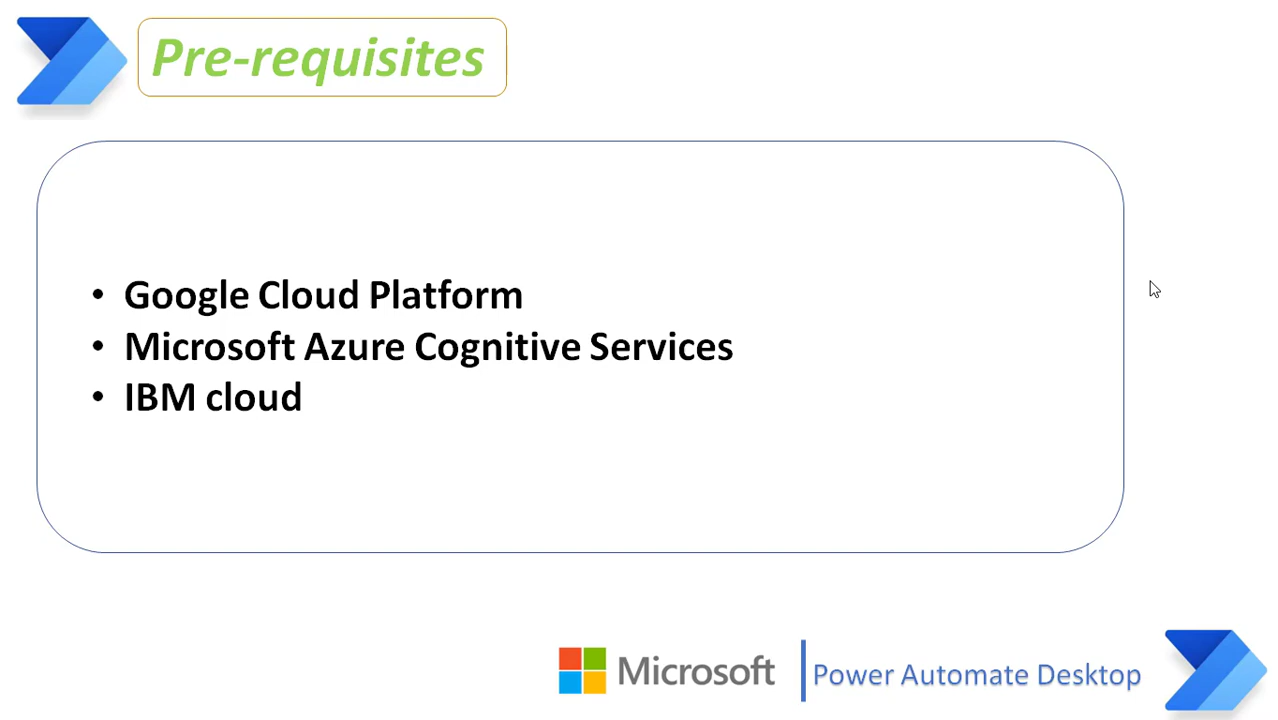 Pre-requisites
• Google Cloud Platform
• Microsoft Azure Cognitive Services
• IBM cloud
Microsoft
Power Automate Desktop